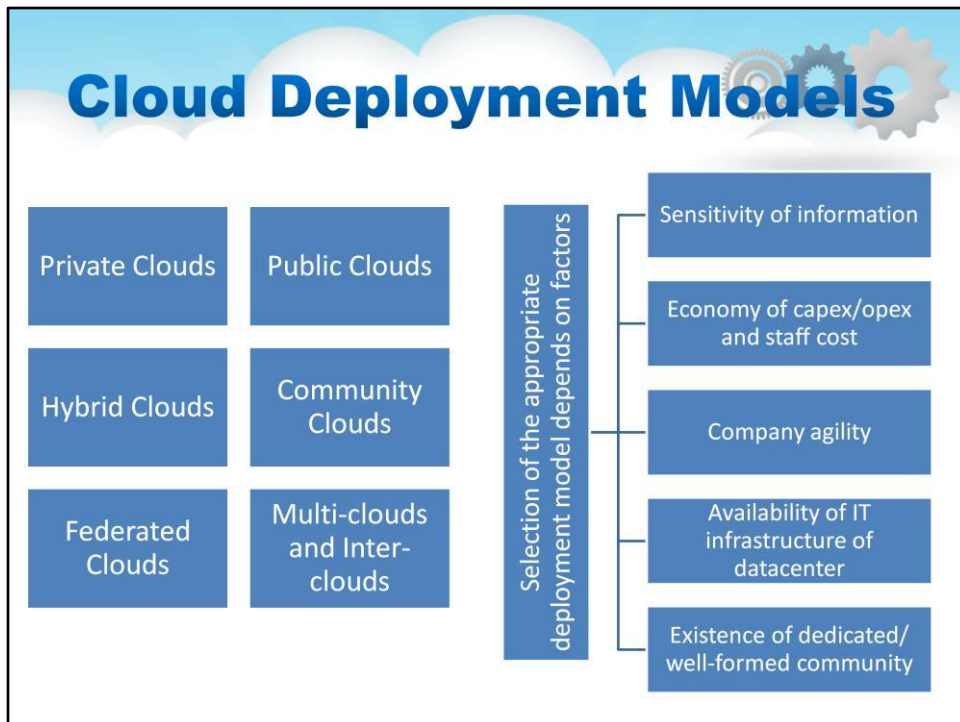 Cloud Deployment Models
Private Clouds
Public Clouds
Hybrid Clouds
Community
Clouds
Federated
Clouds
Multi-clouds
and Inter-
clouds
Selection of the appropriate
deployment model depends on factors
Sensitivity of information
Economy of capex/opex
and staff cost
Company agility
Availability of IT
infrastructure of
datacenter
Existence of dedicated/
well-formed community